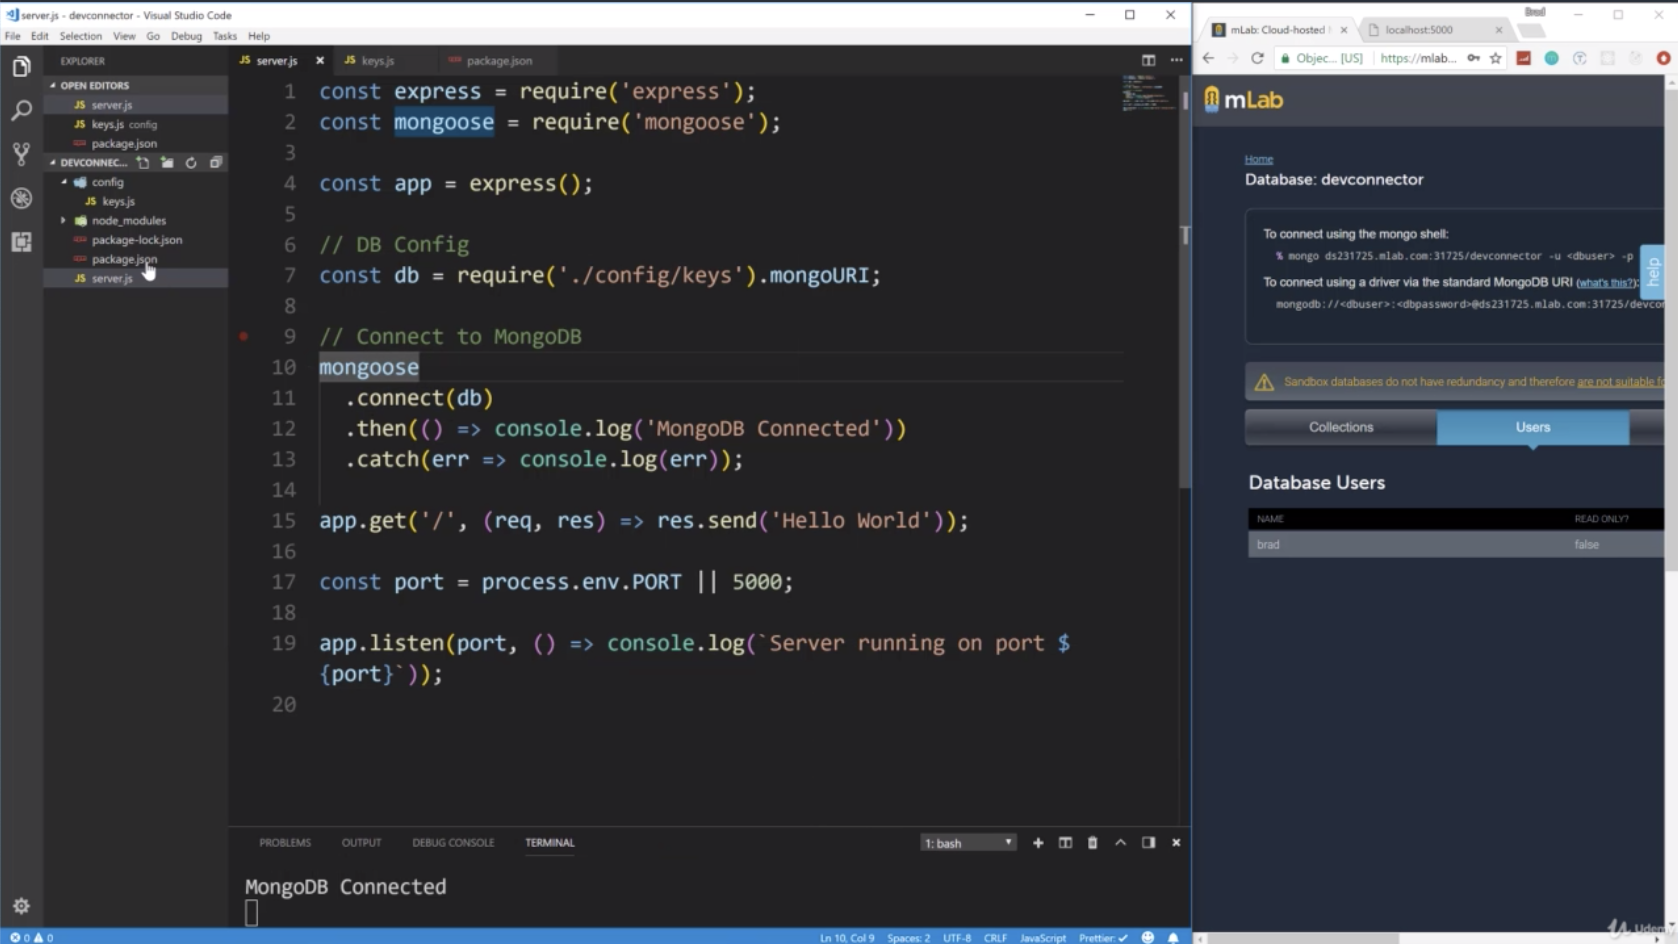 server.js - devconnector - Visual Studio Code
File Edit Selection View Go Debug Tasks Help
EXPLORER
OPEN EDITORS
JS server.js
JS keys.js config
package.json
DEVCONNEC...
config
JS keys.js
node_modules
package-lock.json
package.json
JS server.js
JS server.js
JS keys.js
package.json
1 const express = require('express');
2 const mongoose = require('mongoose');
3
4 const app = express();
5
6 // DB Config
7 const db = require('./config/keys').mongoURI;
8
9 // Connect to MongoDB
10 mongoose
11 .connect(db)
12 .then(() => console.log('MongoDB Connected'))
13 .catch(err => console.log(err));
14
15 app.get('/', (req, res) => res.send('Hello World'));
16
17 const port = process.env.PORT || 5000;
18
19 app.listen(port, () => console.log(`Server running on port $
{port}`));
20
PROBLEMS OUTPUT DEBUG CONSOLE TERMINAL
1: bash
MongoDB Connected
0 0
Ln 10, Col 9 Spaces: 2 UTF-8 CRLF JavaScript Prettier: ✓
Brad
mLab: Cloud-hosted
localhost:5000
Objec... [US] https://mlab...
mLab
Home
Database: devconnector
To connect using the mongo shell:
% mongo ds231725.mlab.com:31725/devconnector -u <dbuser> -p
To connect using a driver via the standard MongoDB URI (what's this?):
mongodb://<dbuser>:<dbpassword>@ds231725.mlab.com:31725/devco
help
Sandbox databases do not have redundancy and therefore are not suitable fo
Collections Users
Database Users
NAME READ ONLY?
brad false
Udemy